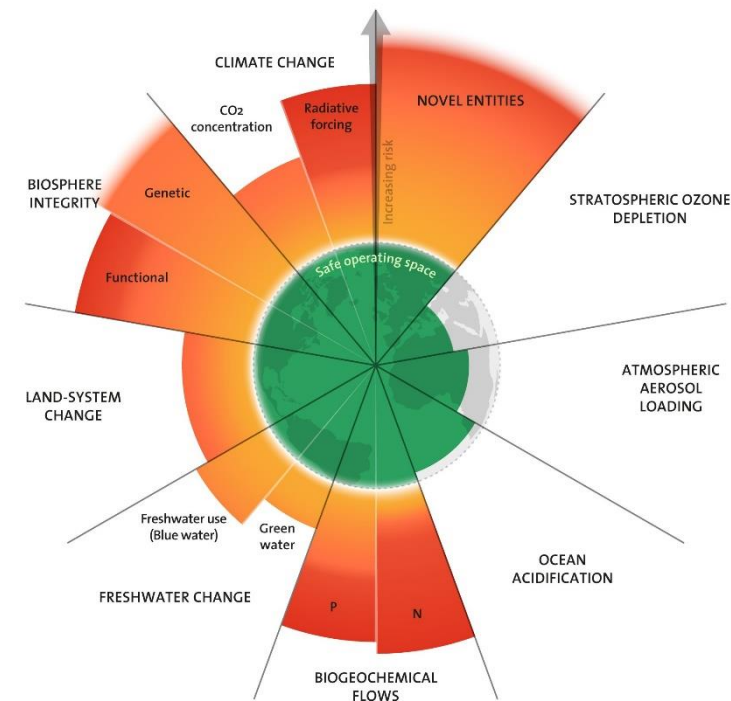 CLIMATE CHANGE
CO2
concentration
Radiative
forcing
NOVEL ENTITIES
Increasing risk
STRATOSPHERIC OZONE
DEPLETION
BIOSPHERE
INTEGRITY
Genetic
Functional
Safe operating space
ATMOSPHERIC
AEROSOL
LOADING
LAND-SYSTEM
CHANGE
Freshwater use
(Blue water)
Green
water
FRESHWATER CHANGE
P
N
OCEAN
ACIDIFICATION
BIOGEOCHEMICAL
FLOWS